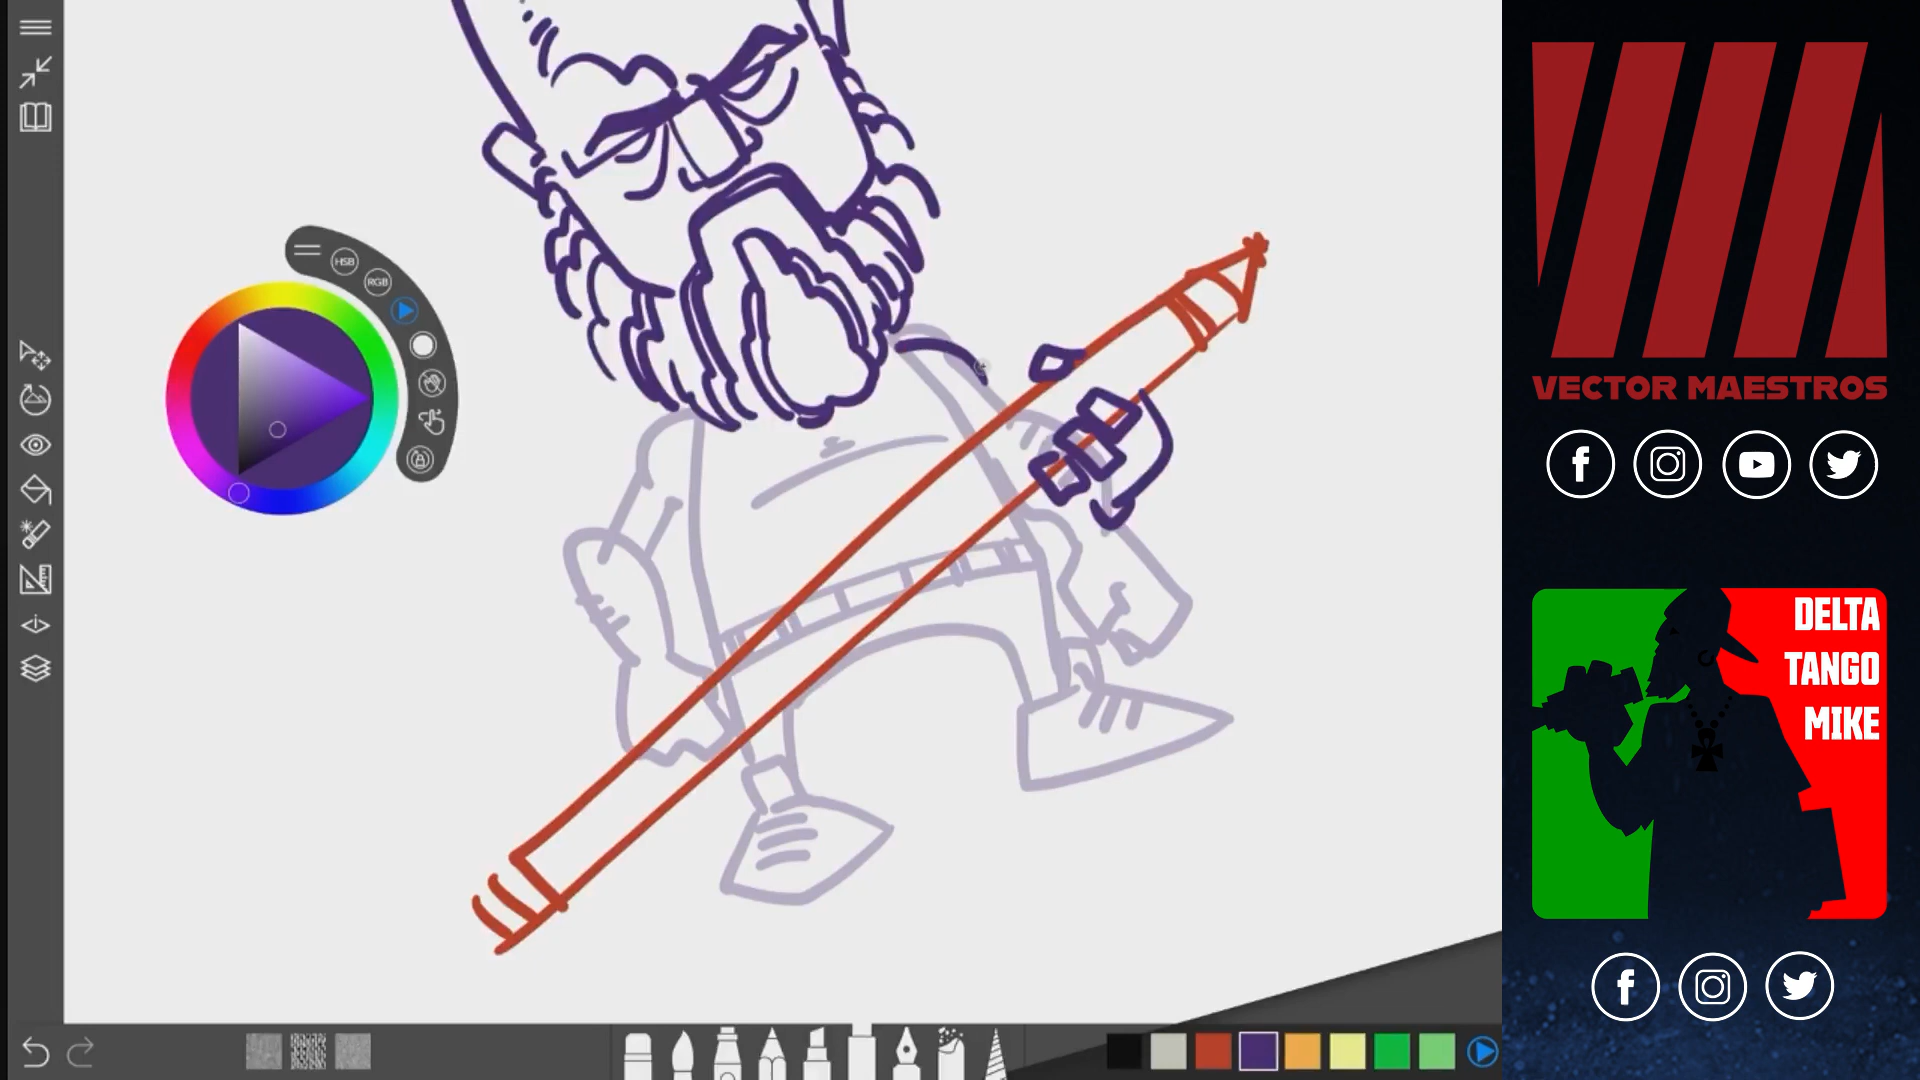 HSB
RGB
VECTOR MAESTROS
DELTA
TANGO
MIKE